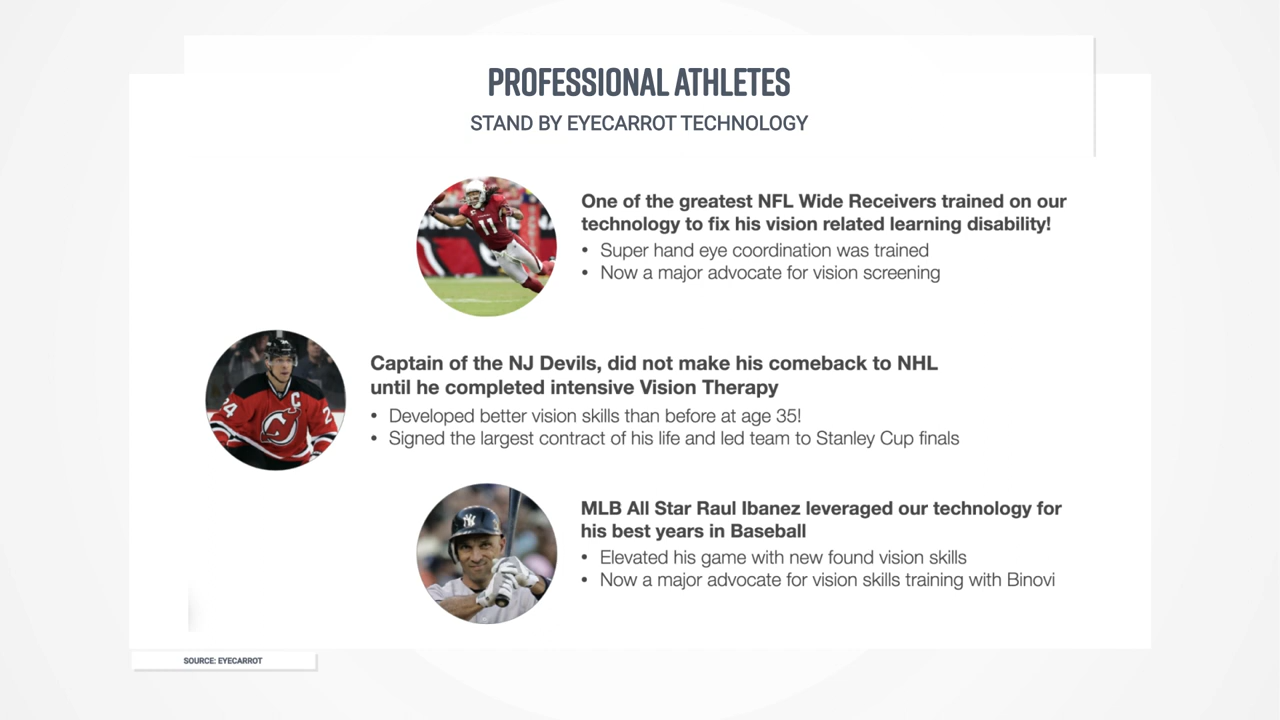 PROFESSIONAL ATHLETES
STAND BY EYECARROT TECHNOLOGY
One of the greatest NFL Wide Receivers trained on our
technology to fix his vision related learning disability!
• Super hand eye coordination was trained
• Now a major advocate for vision screening
11
Captain of the NJ Devils, did not make his comeback to NHL
until he completed intensive Vision Therapy
• Developed better vision skills than before at age 35!
• Signed the largest contract of his life and led team to Stanley Cup finals
C
24
2
MLB All Star Raul Ibanez leveraged our technology for
his best years in Baseball
• Elevated his game with new found vision skills
• Now a major advocate for vision skills training with Binovi
NY
SOURCE: EYECARROT